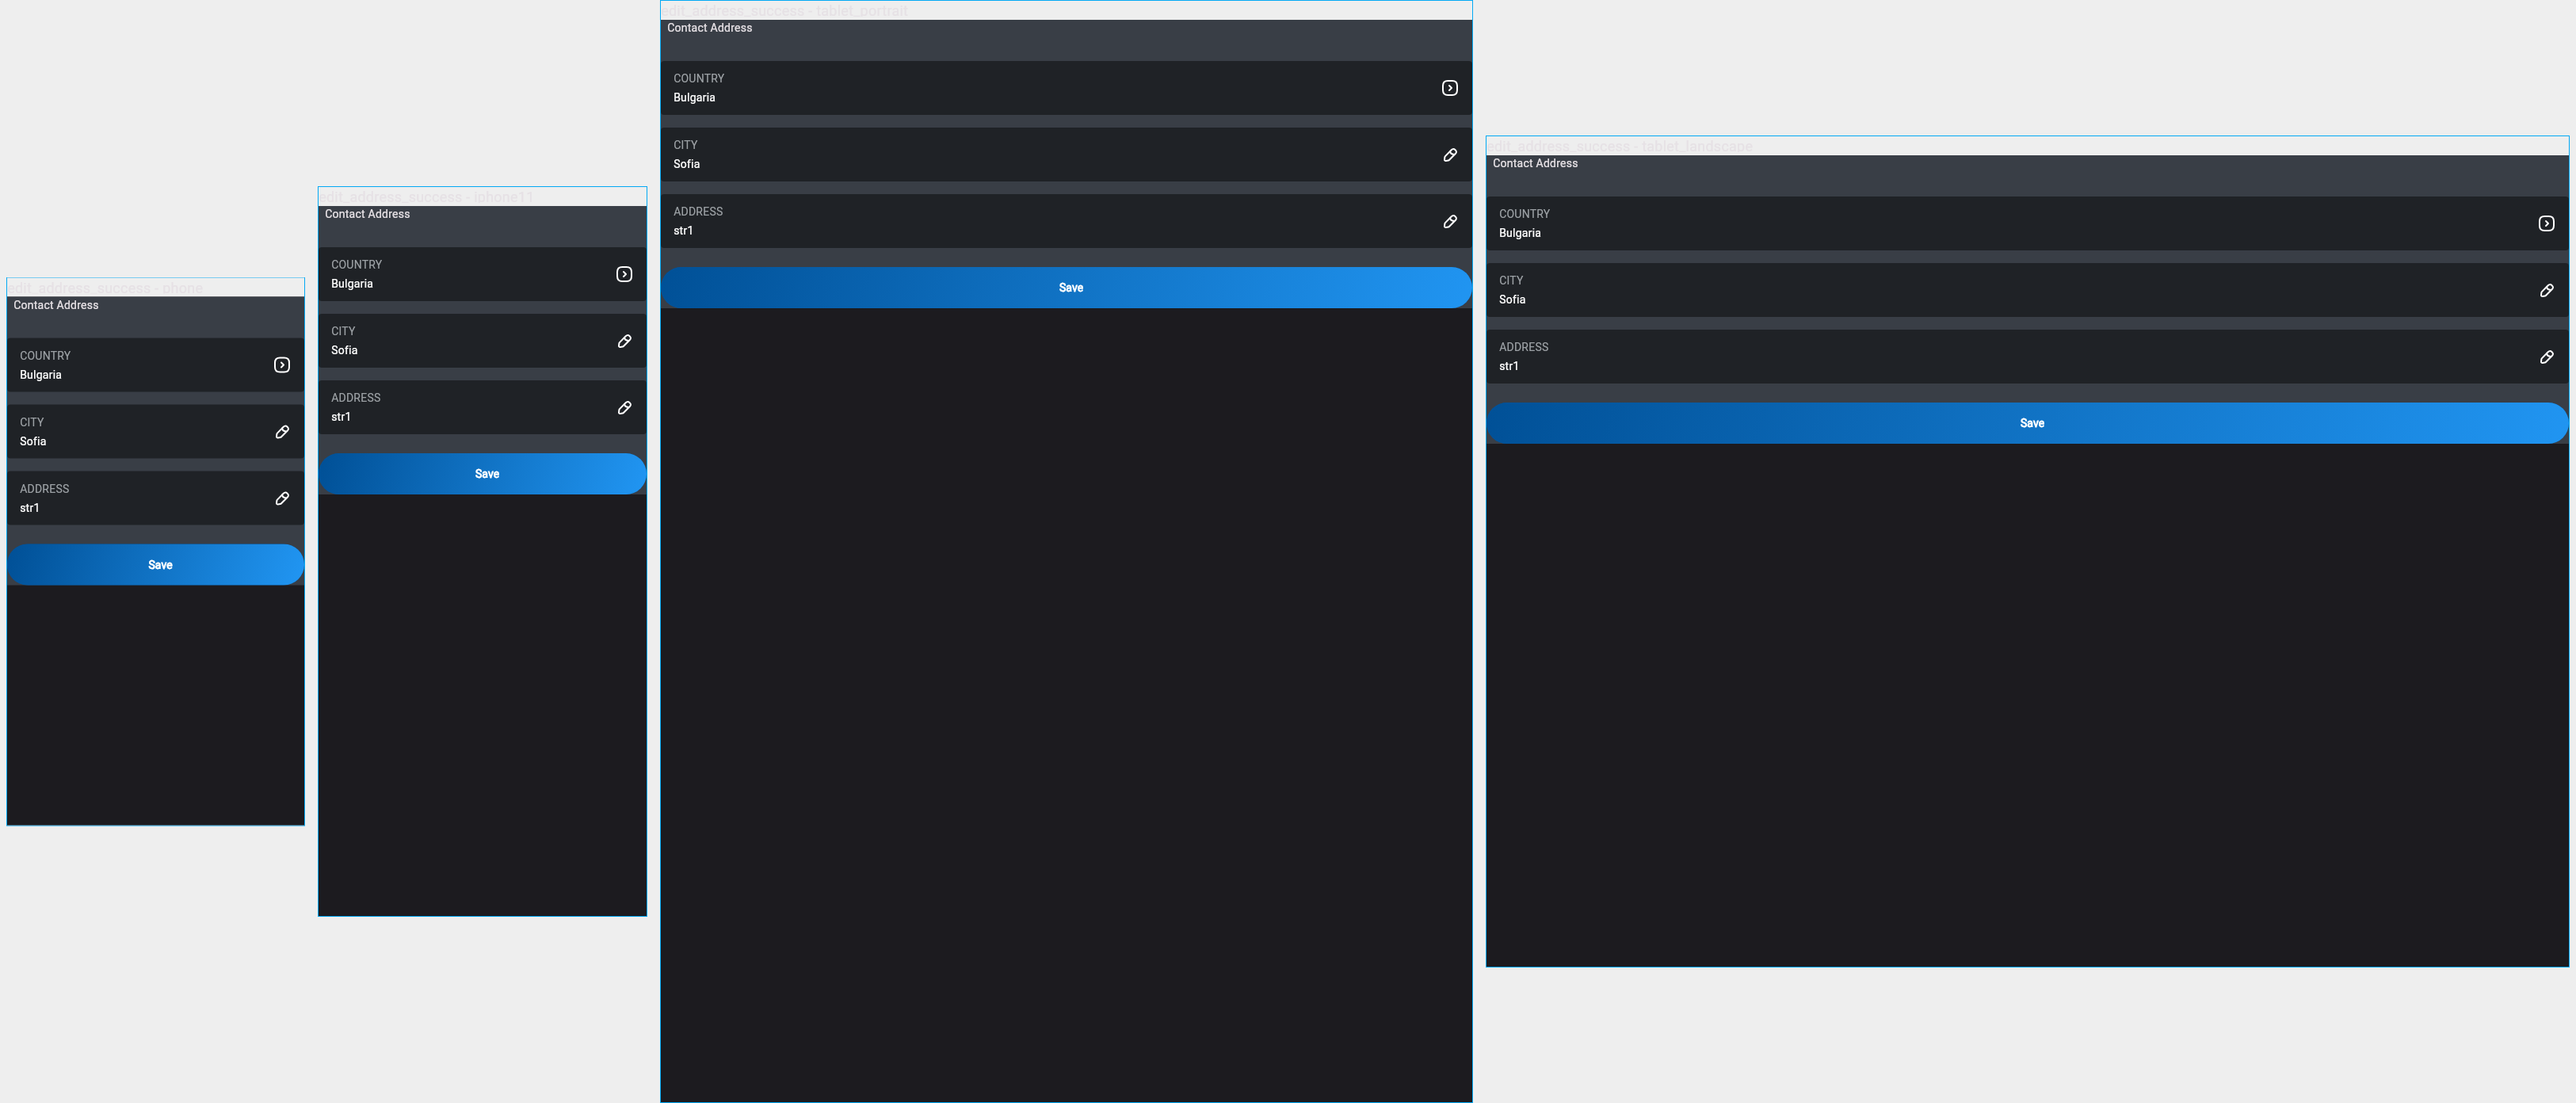 edit_address_success - phone
Contact Address
COUNTRY
Bulgaria
CITY
Sofia
ADDRESS
str1
Save
edit_address_success - iphone11
Contact Address
COUNTRY
Bulgaria
CITY
Sofia
ADDRESS
str1
Save
edit_address_success - tablet_portrait
Contact Address
COUNTRY
Bulgaria
CITY
Sofia
ADDRESS
str1
Save
edit_address_success - tablet_landscape
Contact Address
COUNTRY
Bulgaria
CITY
Sofia
ADDRESS
str1
Save